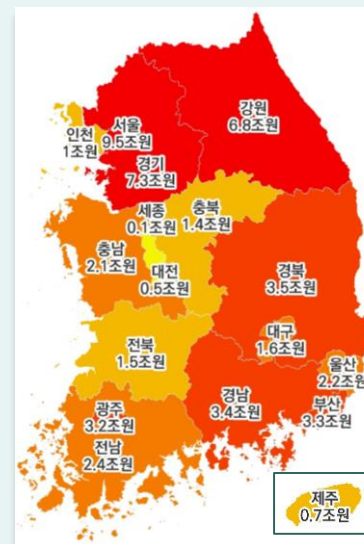 강원
6.8조원
서울
9.5조원
인천
1조원
경기
7.3조원
세종
0.1조원
충북
1.4조원
충남
2.1조원
대전
0.5조원
경북
3.5조원
대구
1.6조원
전북
1.5조원
울산
2.2조원
경남
3.4조원
부산
3.3조원
광주
3.2조원
전남
2.4조원
제주
0.7조원